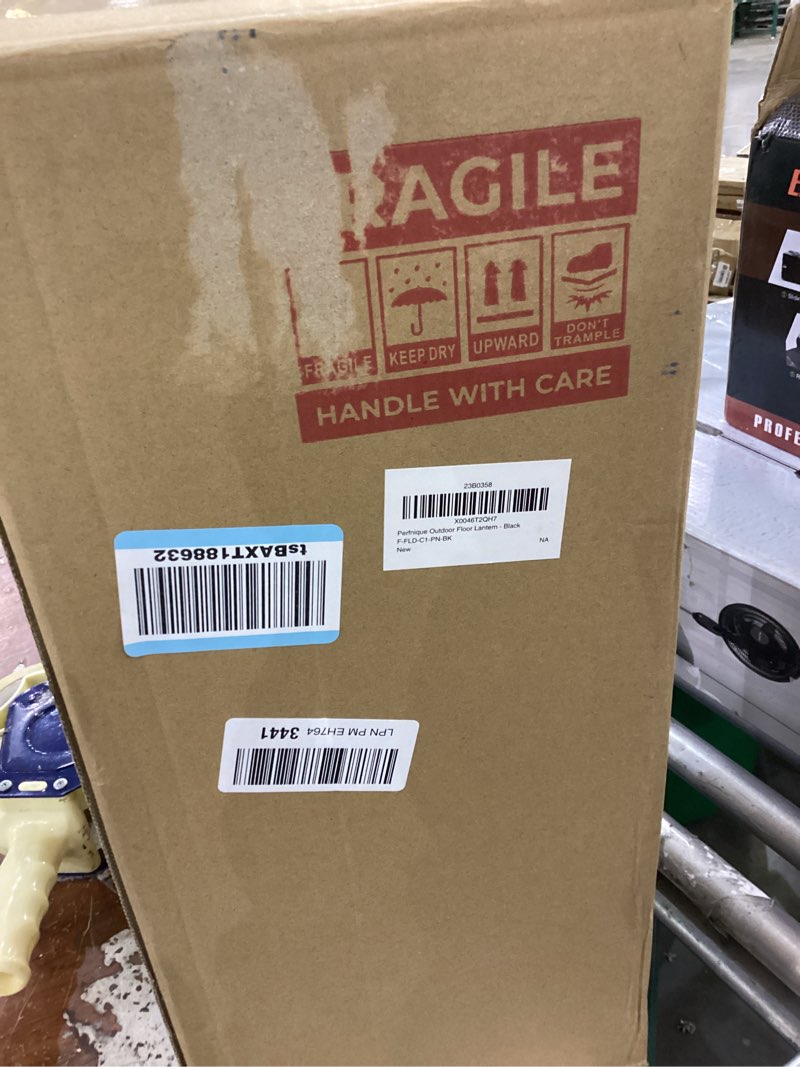 RAGILE
FRAGILE
KEEP DRY
UPWARD
DON'T
TRAMPLE
HANDLE WITH CARE
23B0358
X0046T2QH7
Perfnique Outdoor Floor Lantern - Black
F-FLD-C1-PN-BK
New
NA
tsBAXT188632
LPN PM EH764 3441
PROFE